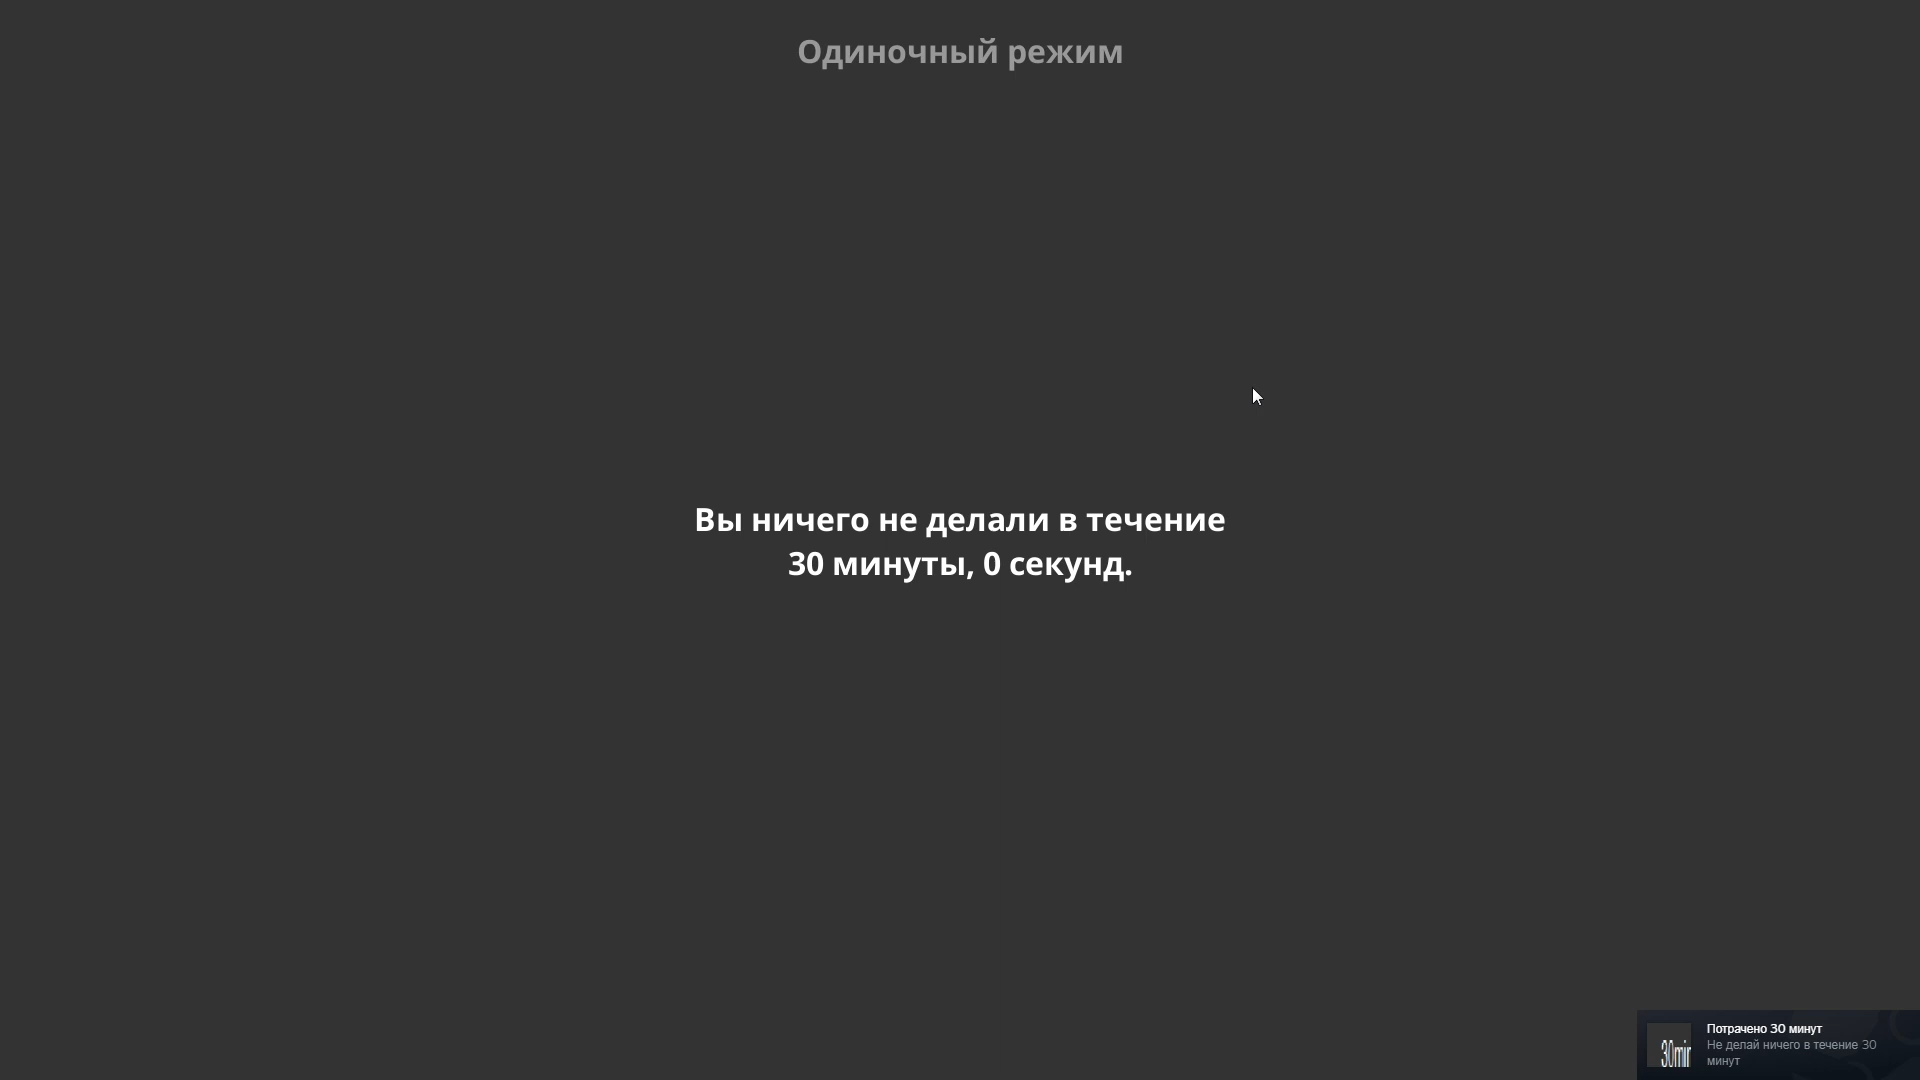 Одиночный режим
Вы ничего не делали в течение
30 минуты, 0 секунд.
30min
Потрачено 30 минут
Не делай ничего в течение 30
минут